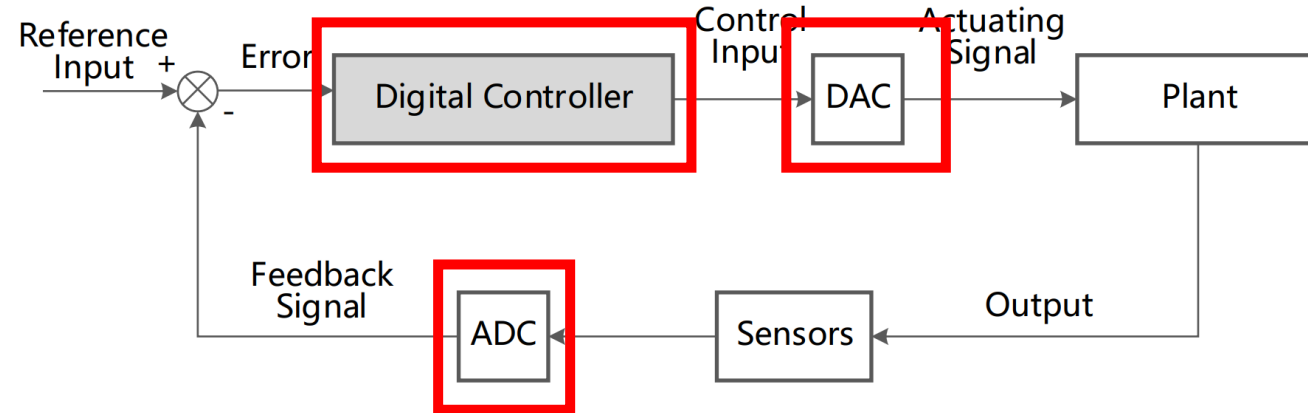 Reference
Input
+
-
Error
Digital Controller
Control
Input
DAC
Actuating
Signal
Plant
Feedback
Signal
ADC
Sensors
Output